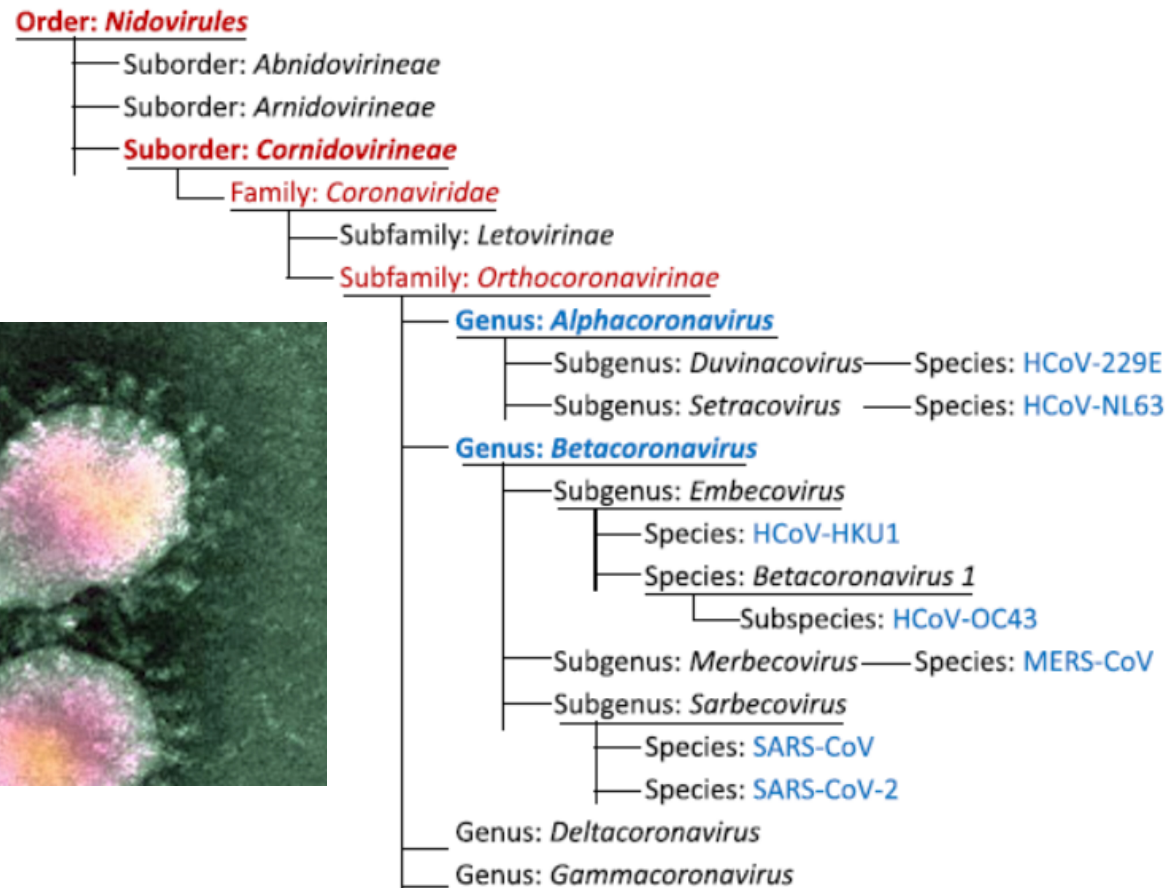 Order: Nidovirules
Suborder: Abnidovirineae
Suborder: Arnidovirineae
Suborder: Cornidovirineae
Family: Coronaviridae
Subfamily: Letovirinae
Subfamily: Orthocoronavirinae
Genus: Alphacoronavirus
Subgenus: Duvinacovirus Species: HCoV-229E
Subgenus: Setracovirus Species: HCoV-NL63
Genus: Betacoronavirus
Subgenus: Embecovirus
Species: HCoV-HKU1
Species: Betacoronavirus 1
Subspecies: HCoV-OC43
Subgenus: Merbecovirus Species: MERS-CoV
Subgenus: Sarbecovirus
Species: SARS-CoV
Species: SARS-CoV-2
Genus: Deltacoronavirus
Genus: Gammacoronavirus